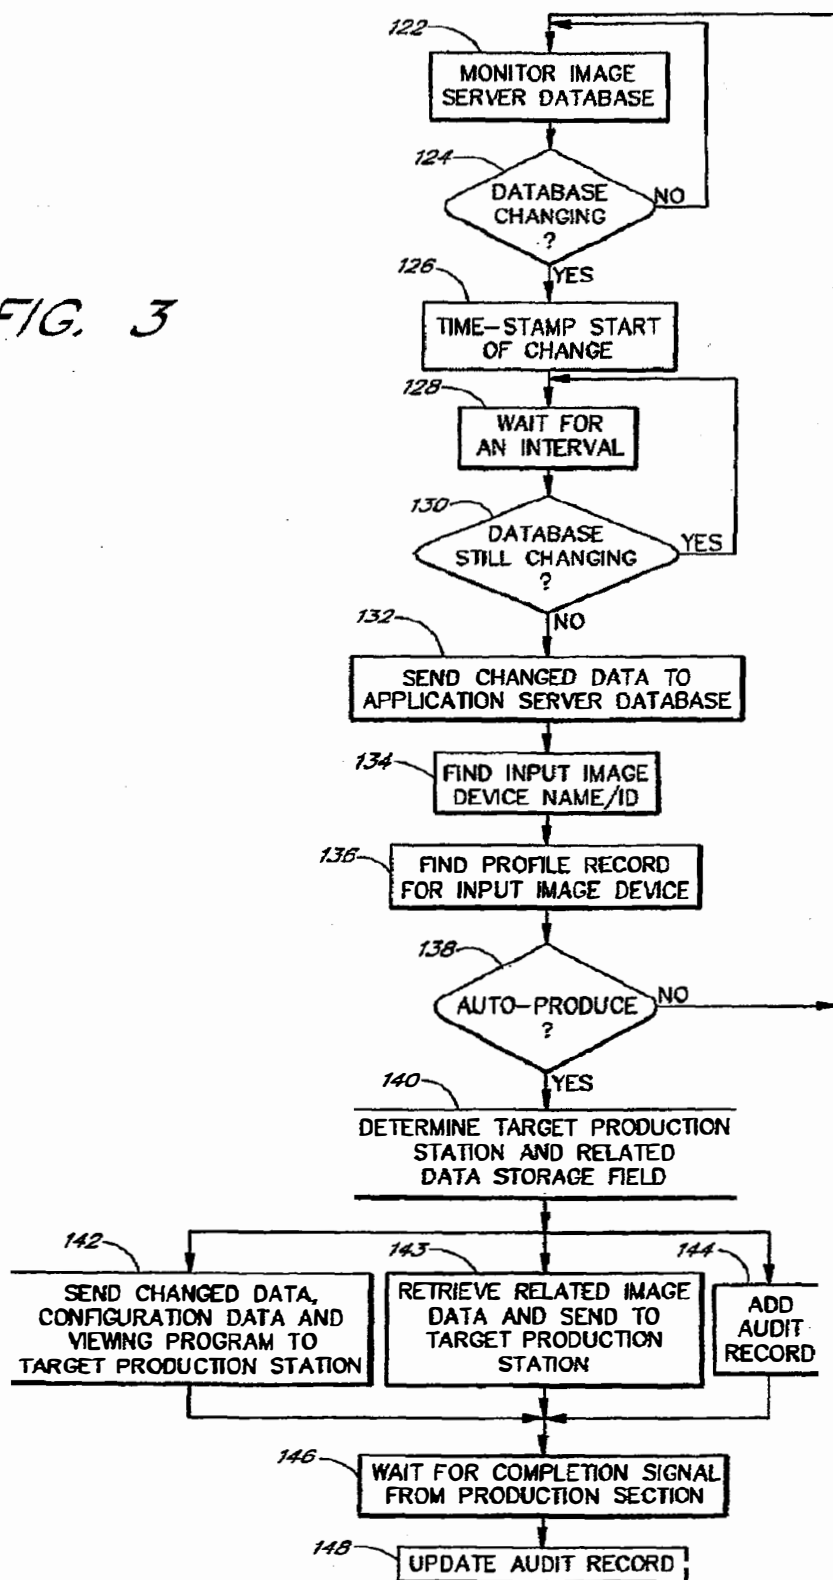 122
MONITOR IMAGE
SERVER DATABASE
124
DATABASE
CHANGING
?
NO
YES
FIG. 3
126
TIME-STAMP START
OF CHANGE
128
WAIT FOR
AN INTERVAL
130
DATABASE
STILL CHANGING
?
YES
NO
132
SEND CHANGED DATA TO
APPLICATION SERVER DATABASE
134
FIND INPUT IMAGE
DEVICE NAME/ID
136
FIND PROFILE RECORD
FOR INPUT IMAGE DEVICE
138
AUTO-PRODUCE
?
NO
YES
140
DETERMINE TARGET PRODUCTION
STATION AND RELATED
DATA STORAGE FIELD
142
SEND CHANGED DATA,
CONFIGURATION DATA AND
VIEWING PROGRAM TO
TARGET PRODUCTION STATION
143
RETRIEVE RELATED IMAGE
DATA AND SEND TO
TARGET PRODUCTION
STATION
144
ADD
AUDIT
RECORD
146
WAIT FOR COMPLETION SIGNAL
FROM PRODUCTION SECTION
148
UPDATE AUDIT RECORD